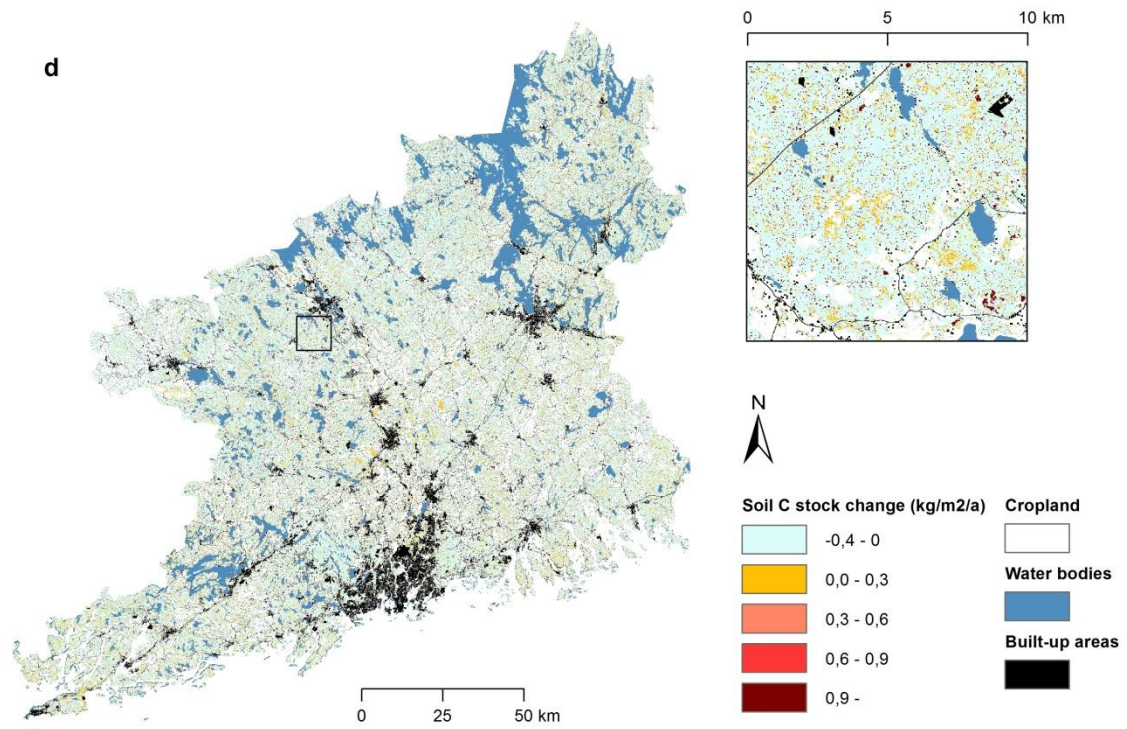 d
0 5 10 km
N
Soil C stock change (kg/m2/a)
-0,4 - 0
0,0 - 0,3
0,3 - 0,6
0,6 - 0,9
0,9 -
Cropland
Water bodies
Built-up areas
0 25 50 km